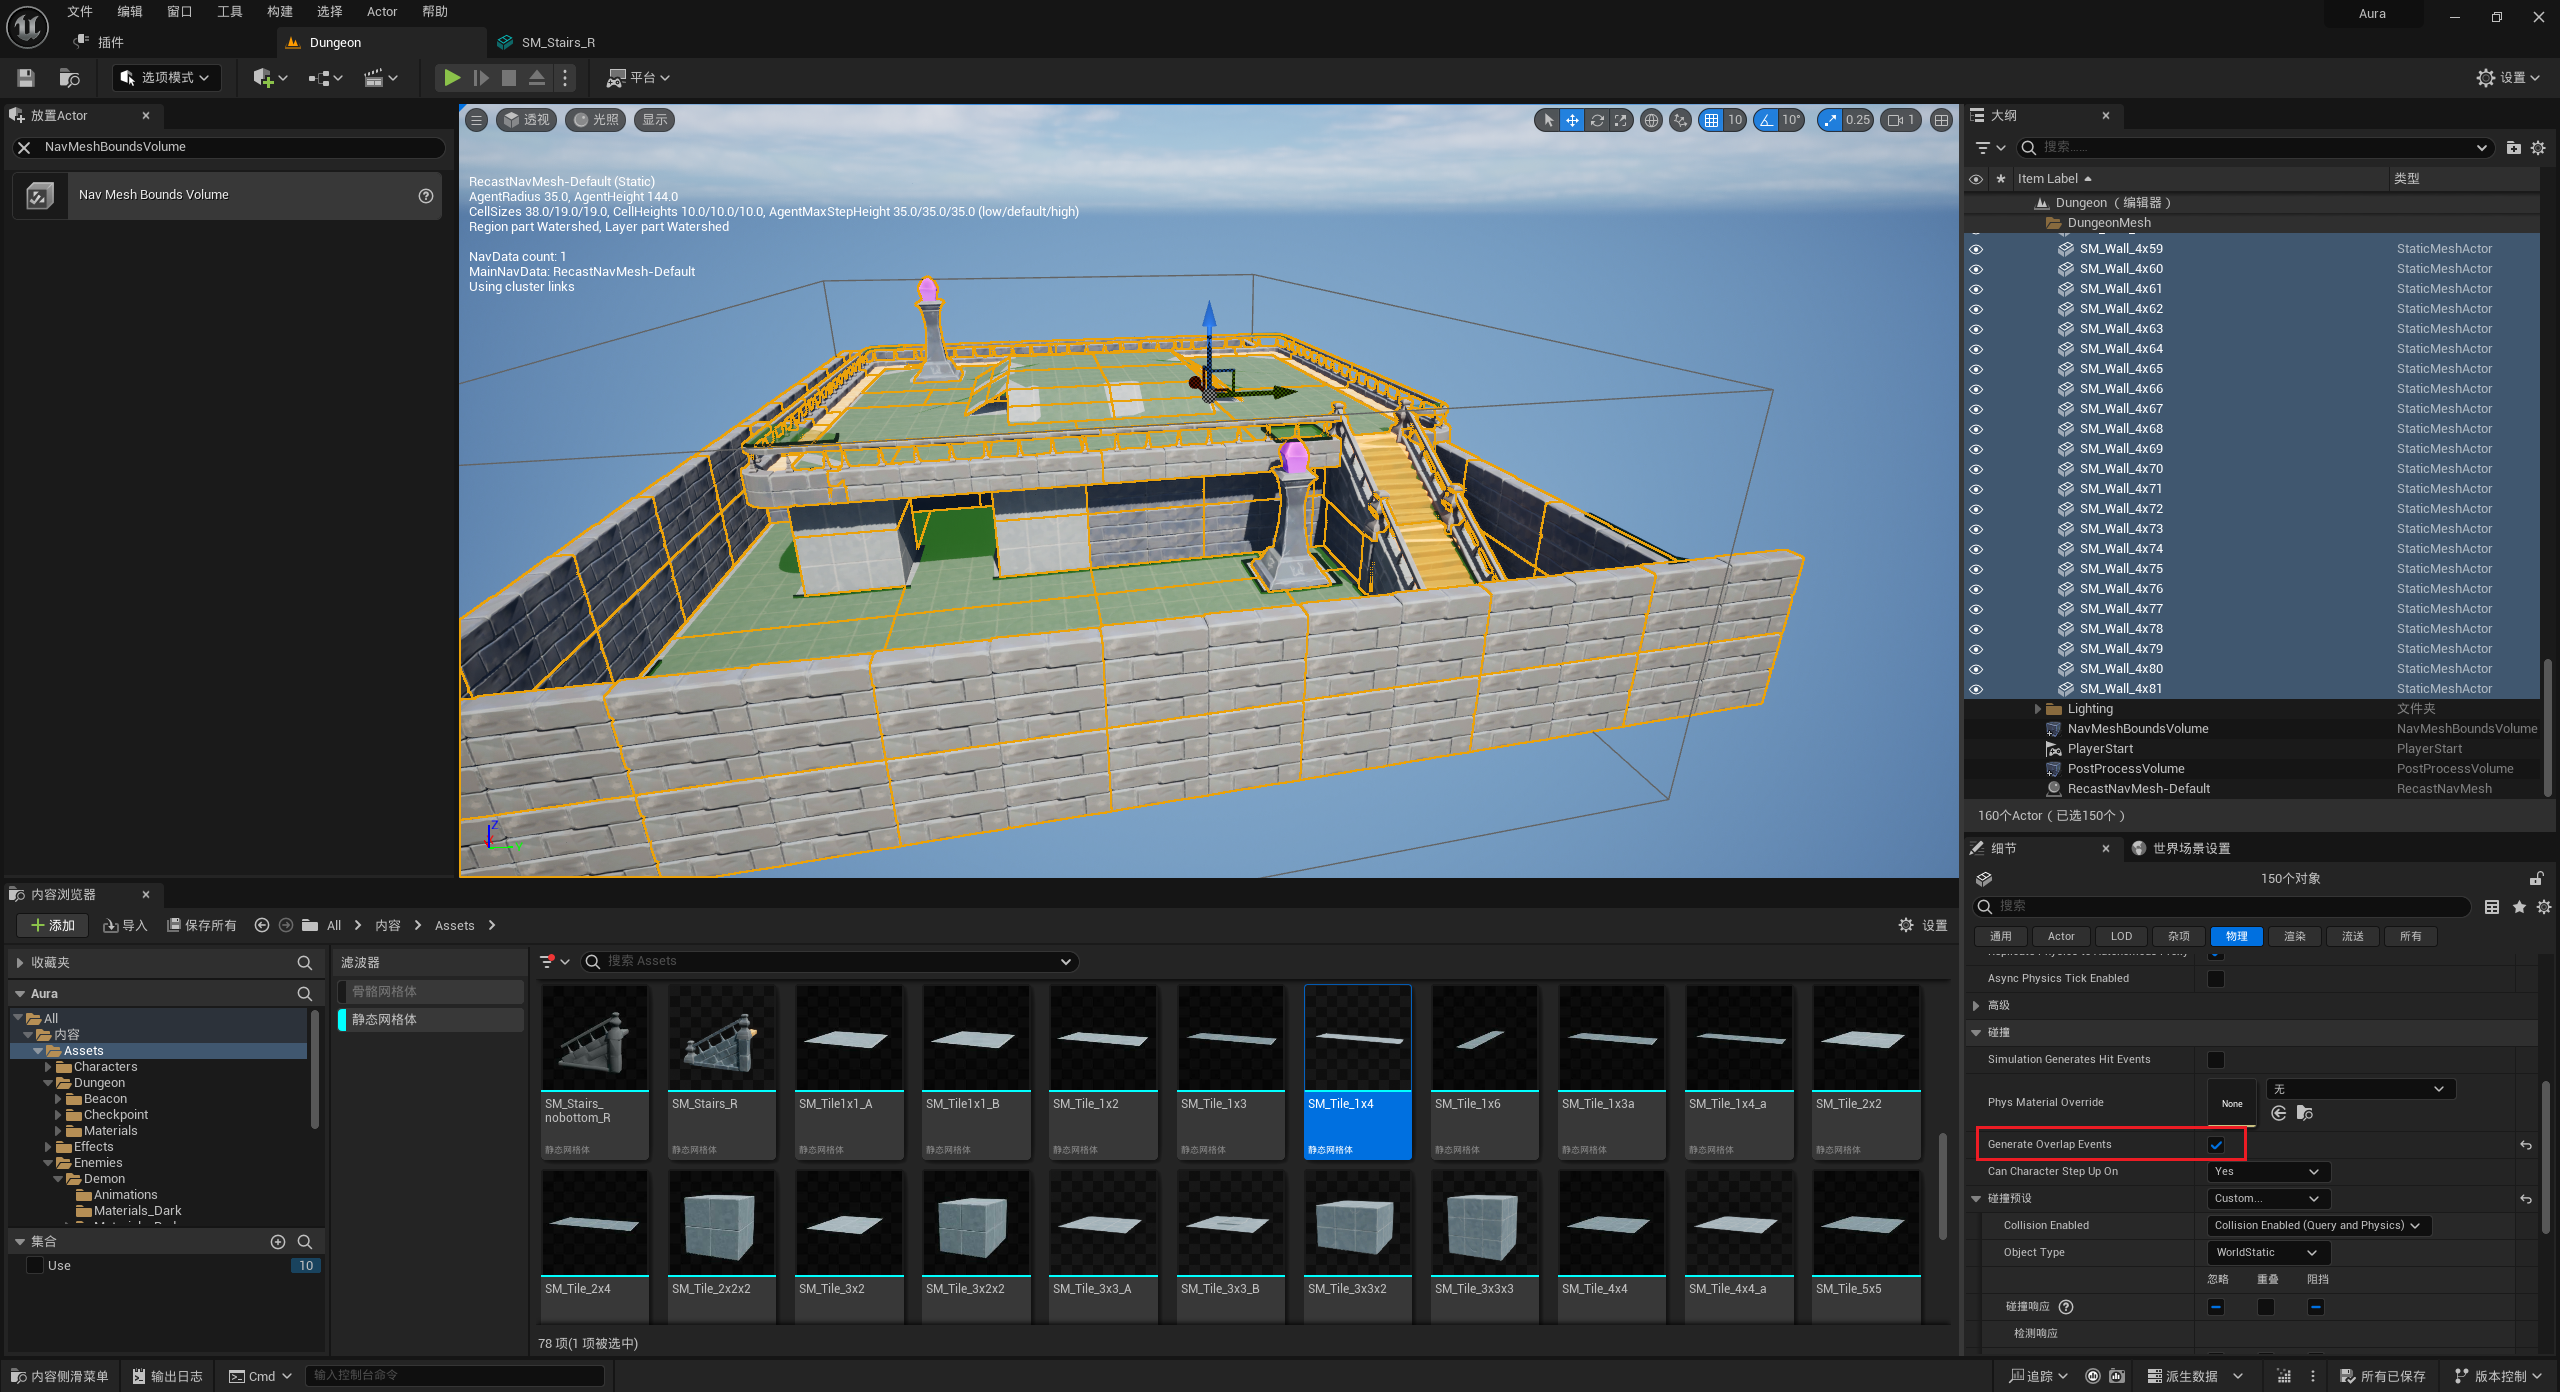 文件 编辑 窗口 工具 构建 选择 Actor 帮助
Aura
插件
Dungeon
SM_Stairs_R
选项模式
平台
设置
放置Actor
NavMeshBoundsVolume
Nav Mesh Bounds Volume
透视 光照 显示
10 10° 0.25 1
RecastNavMesh-Default (Static)
AgentRadius 35.0, AgentHeight 144.0
CellSizes 38.0/19.0/19.0, CellHeights 10.0/10.0/10.0, AgentMaxStepHeight 35.0/35.0/35.0 (low/default/high)
Region part Watershed, Layer part Watershed
NavData count: 1
MainNavData: RecastNavMesh-Default
Using cluster links
Z
大纲
搜索......
Item Label 类型
Dungeon（编辑器）
DungeonMesh
SM_Wall_4x59 StaticMeshActor
SM_Wall_4x60 StaticMeshActor
SM_Wall_4x61 StaticMeshActor
SM_Wall_4x62 StaticMeshActor
SM_Wall_4x63 StaticMeshActor
SM_Wall_4x64 StaticMeshActor
SM_Wall_4x65 StaticMeshActor
SM_Wall_4x66 StaticMeshActor
SM_Wall_4x67 StaticMeshActor
SM_Wall_4x68 StaticMeshActor
SM_Wall_4x69 StaticMeshActor
SM_Wall_4x70 StaticMeshActor
SM_Wall_4x71 StaticMeshActor
SM_Wall_4x72 StaticMeshActor
SM_Wall_4x73 StaticMeshActor
SM_Wall_4x74 StaticMeshActor
SM_Wall_4x75 StaticMeshActor
SM_Wall_4x76 StaticMeshActor
SM_Wall_4x77 StaticMeshActor
SM_Wall_4x78 StaticMeshActor
SM_Wall_4x79 StaticMeshActor
SM_Wall_4x80 StaticMeshActor
SM_Wall_4x81 StaticMeshActor
Lighting 文件夹
NavMeshBoundsVolume NavMeshBoundsVolume
PlayerStart PlayerStart
PostProcessVolume PostProcessVolume
RecastNavMesh-Default RecastNavMesh
160个Actor（已选150个）
细节 世界场景设置
150个对象
搜索
通用 Actor LOD 杂项 物理 渲染 流送 所有
Replicate Physics to Autonomous Proxy
Async Physics Tick Enabled
高级
碰撞
Simulation Generates Hit Events
Phys Material Override None 无
Generate Overlap Events
Can Character Step Up On Yes
碰撞预设 Custom...
Collision Enabled Collision Enabled (Query and Physics)
Object Type WorldStatic
忽略 重叠 阻挡
碰撞响应
检测响应
内容浏览器
添加 导入 保存所有 All 内容 Assets
设置
收藏夹
Aura
All
内容
Assets
Characters
Dungeon
Beacon
Checkpoint
Materials
Effects
Enemies
Demon
Animations
Materials_Dark
集合
Use 10
滤波器
骨骼网格体
静态网格体
搜索 Assets
SM_Stairs_nobottom_R SM_Stairs_R SM_Tile1x1_A SM_Tile1x1_B SM_Tile_1x2 SM_Tile_1x3 SM_Tile_1x4 SM_Tile_1x6 SM_Tile_1x3a SM_Tile_1x4_a SM_Tile_2x2
静态网格体 静态网格体 静态网格体 静态网格体 静态网格体 静态网格体 静态网格体 静态网格体 静态网格体 静态网格体 静态网格体
SM_Tile_2x4 SM_Tile_2x2x2 SM_Tile_3x2 SM_Tile_3x2x2 SM_Tile_3x3_A SM_Tile_3x3_B SM_Tile_3x3x2 SM_Tile_3x3x3 SM_Tile_4x4 SM_Tile_4x4_a SM_Tile_5x5
78 项(1 项被选中)
内容侧滑菜单 输出日志 Cmd 输入控制台命令
追踪 派生数据 所有已保存 版本控制